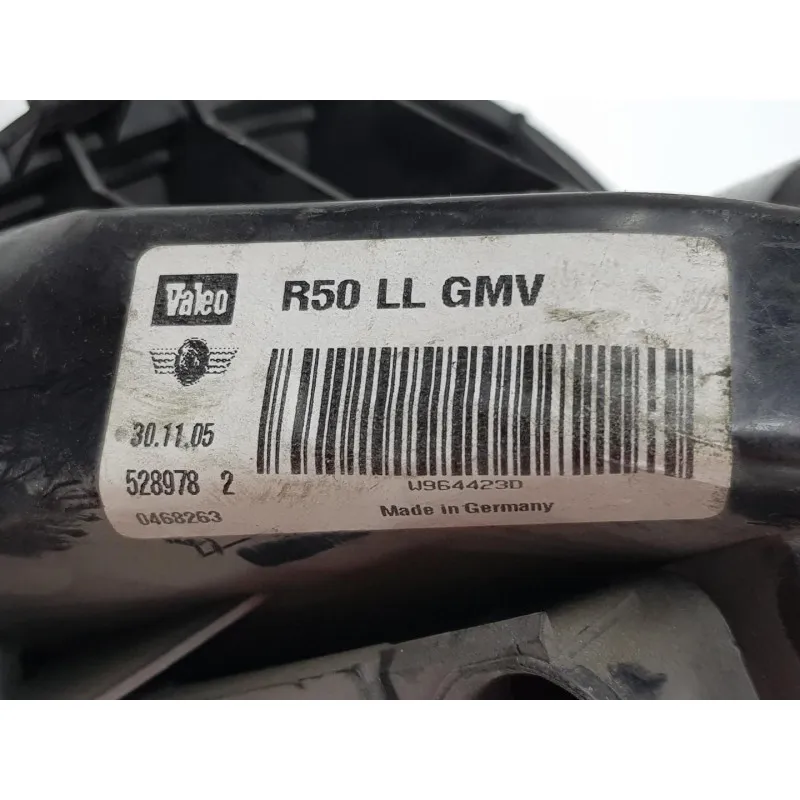 Valeo
R50 LL GMV
30.11.05
528978 2
0468263
W964423D
Made in Germany